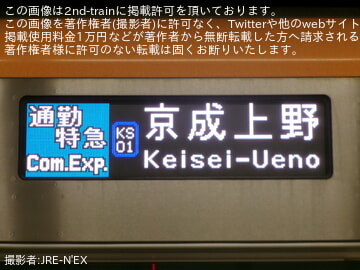 この画像は2nd-trainに掲載許可を頂いております。
この画像を著作権者(撮影者)に許可なく、Twitterや他のwebサイト
掲載使用料金1万円などが著作者から無断転載した方へ請求される
著作権者様に許可のない転載は固くお断りいたします。
通勤
特急
Com.Exp.
KS
01
京成上野
Keisei-Ueno
撮影者:JRE-N'EX